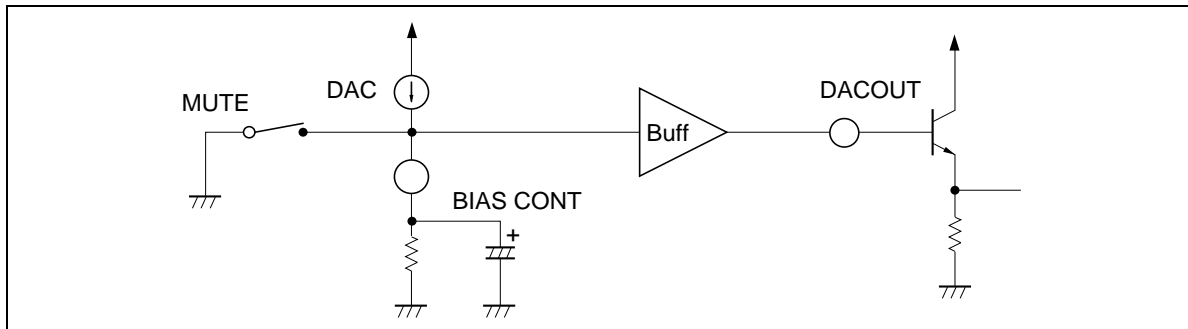 MUTE
DAC
Buff
DACOUT
BIAS CONT
+